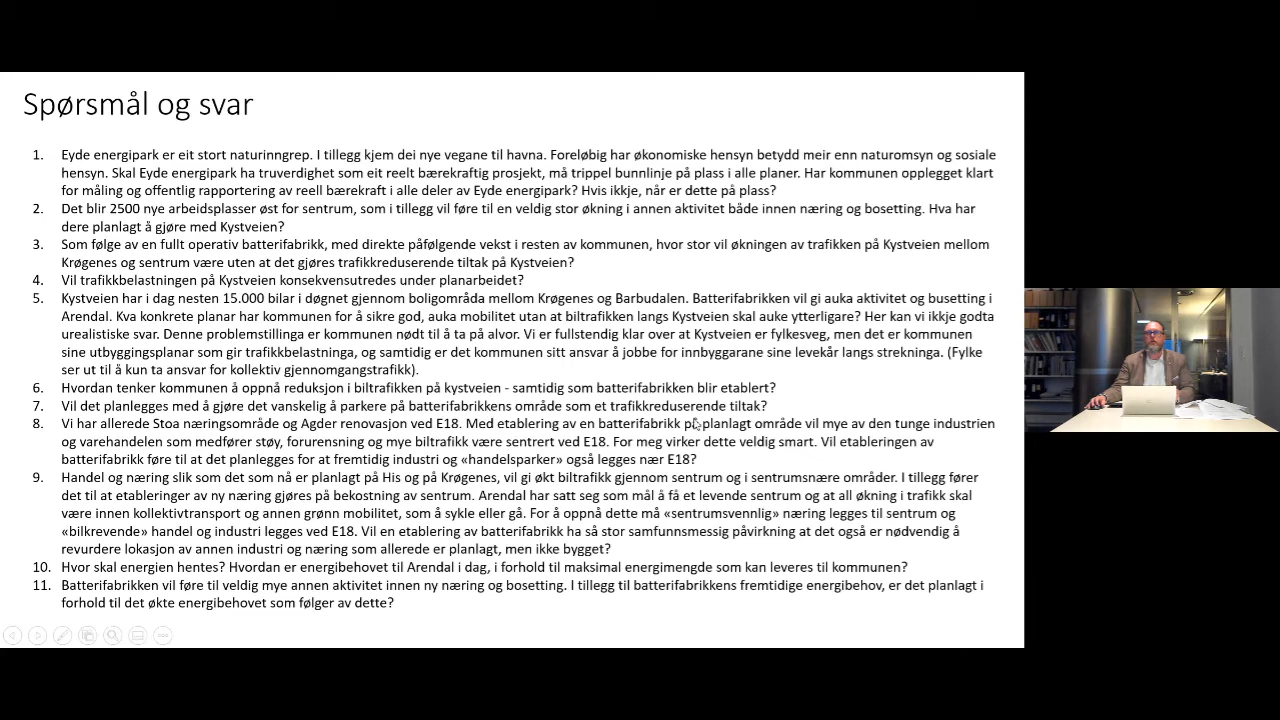 Spørsmål og svar
1. Eyde energipark er eit stort naturinngrep. I tillegg kjem dei nye vegane til havna. Foreløbig har økonomiske hensyn betydd meir enn naturomsyn og sosiale
hensyn. Skal Eyde energipark ha truverdighet som eit reelt bærekraftig prosjekt, må trippel bunnlinje på plass i alle planer. Har kommunen opplegget klart
for måling og offentlig rapportering av reell bærekraft i alle deler av Eyde energipark? Hvis ikkje, når er dette på plass?
2. Det blir 2500 nye arbeidsplasser øst for sentrum, som i tillegg vil føre til en veldig stor økning i annen aktivitet både innen næring og bosetting. Hva har
dere planlagt å gjøre med Kystveien?
3. Som følge av en fullt operativ batterifabrikk, med direkte påfølgende vekst i resten av kommunen, hvor stor vil økningen av trafikken på Kystveien mellom
Krøgenes og sentrum være uten at det gjøres trafikkreduserende tiltak på Kystveien?
4. Vil trafikkbelastningen på Kystveien konsekvensutredes under planarbeidet?
5. Kystveien har i dag nesten 15.000 bilar i døgnet gjennom boligområda mellom Krøgenes og Barbudalen. Batterifabrikken vil gi auka aktivitet og busetting i
Arendal. Kva konkrete planar har kommunen for å sikre god, auka mobilitet utan at biltrafikken langs Kystveien skal auke ytterligare? Her kan vi ikkje godta
urealistiske svar. Denne problemstillinga er kommunen nødt til å ta på alvor. Vi er fullstendig klar over at Kystveien er fylkesveg, men det er kommunen
sine utbyggingsplanar som gir trafikkbelastninga, og samtidig er det kommunen sitt ansvar å jobbe for innbyggarane sine levekår langs strekninga. (Fylke
ser ut til å kun ta ansvar for kollektiv gjennomgangstrafikk).
6. Hvordan tenker kommunen å oppnå reduksjon i biltrafikken på kystveien - samtidig som batterifabrikken blir etablert?
7. Vil det planlegges med å gjøre det vanskelig å parkere på batterifabrikkens område som et trafikkreduserende tiltak?
8. Vi har allerede Stoa næringsområde og Agder renovasjon ved E18. Med etablering av en batterifabrikk på planlagt område vil mye av den tunge industrien
og varehandelen som medfører støy, forurensning og mye biltrafikk være sentrert ved E18. For meg virker dette veldig smart. Vil etableringen av
batterifabrikk føre til at det planlegges for at fremtidig industri og «handelsparker» også legges nær E18?
9. Handel og næring slik som det som nå er planlagt på His og på Krøgenes, vil gi økt biltrafikk gjennom sentrum og i sentrumsnære områder. I tillegg fører
det til at etableringer av ny næring gjøres på bekostning av sentrum. Arendal har satt seg som mål å få et levende sentrum og at all økning i trafikk skal
være innen kollektivtransport og annen grønn mobilitet, som å sykle eller gå. For å oppnå dette må «sentrumsvennlig» næring legges til sentrum og
«bilkrevende» handel og industri legges ved E18. Vil en etablering av batterifabrikk ha så stor samfunnsmessig påvirkning at det også er nødvendig å
revurdere lokasjon av annen industri og næring som allerede er planlagt, men ikke bygget?
10. Hvor skal energien hentes? Hvordan er energibehovet til Arendal i dag, i forhold til maksimal energimengde som kan leveres til kommunen?
11. Batterifabrikken vil føre til veldig mye annen aktivitet innen ny næring og bosetting. I tillegg til batterifabrikkens fremtidige energibehov, er det planlagt i
forhold til det økte energibehovet som følger av dette?